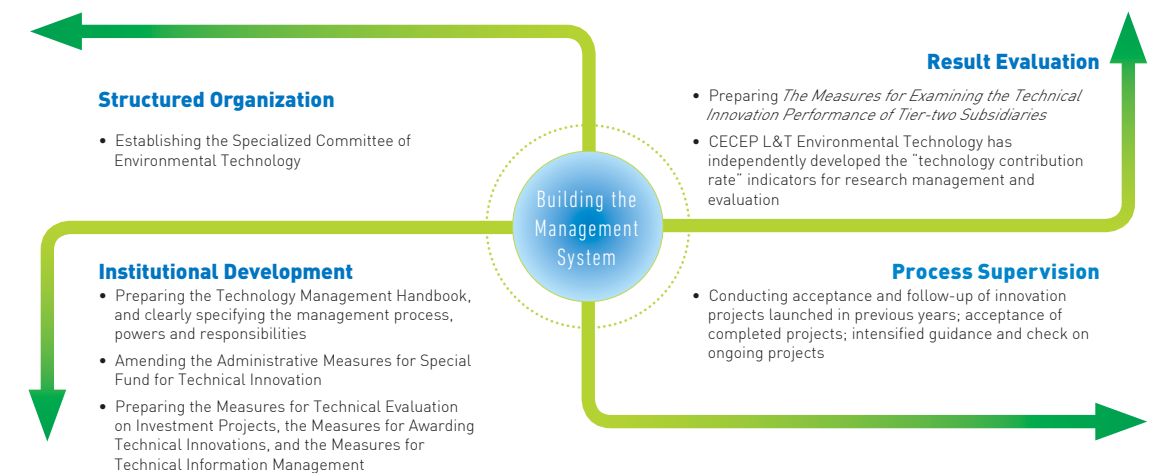 Structured Organization
• Establishing the Specialized Committee of
Environmental Technology
Result Evaluation
• Preparing The Measures for Examining the Technical
Innovation Performance of Tier-two Subsidiaries
• CECEP L&T Environmental Technology has
independently developed the “technology contribution
rate” indicators for research management and
evaluation
Building the
Management
System
Institutional Development
• Preparing the Technology Management Handbook,
and clearly specifying the management process,
powers and responsibilities
• Amending the Administrative Measures for Special
Fund for Technical Innovation
• Preparing the Measures for Technical Evaluation
on Investment Projects, the Measures for Awarding
Technical Innovations, and the Measures for
Technical Information Management
Process Supervision
• Conducting acceptance and follow-up of innovation
projects launched in previous years; acceptance of
completed projects; intensified guidance and check on
ongoing projects